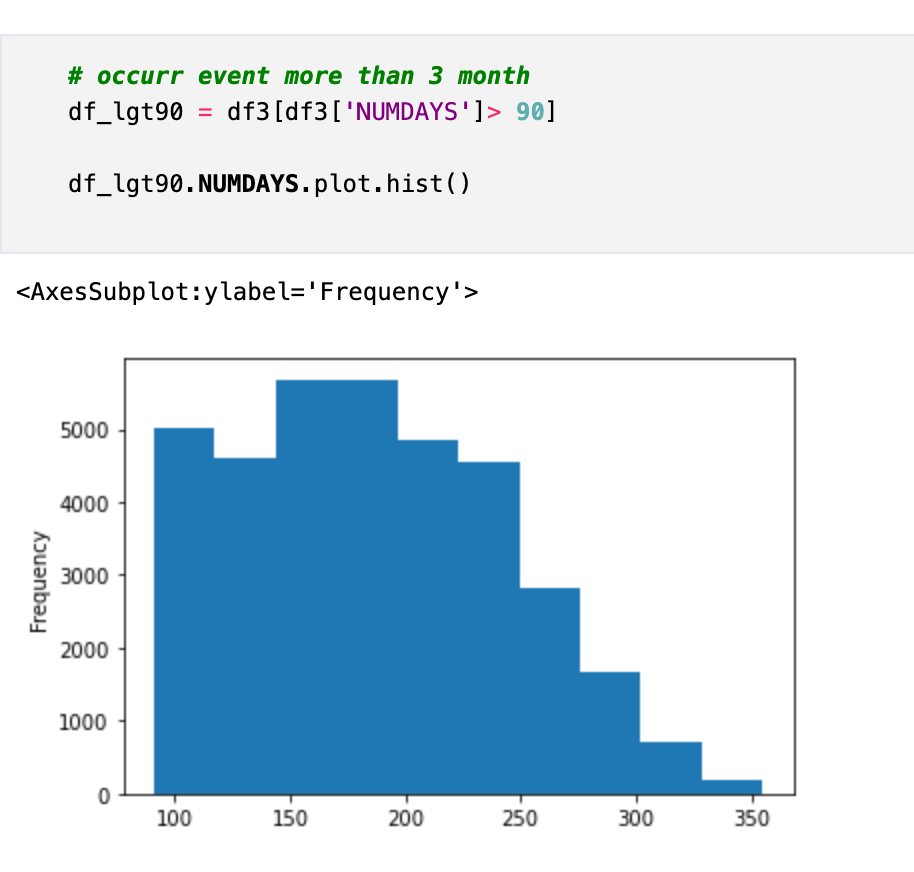 # occurr event more than 3 month
df_lgt90 = df3[df3['NUMDAYS']> 90]
df_lgt90.NUMDAYS.plot.hist()
<AxesSubplot:ylabel='Frequency'>
5000
4000
3000
2000
1000
0
Frequency
100 150 200 250 300 350